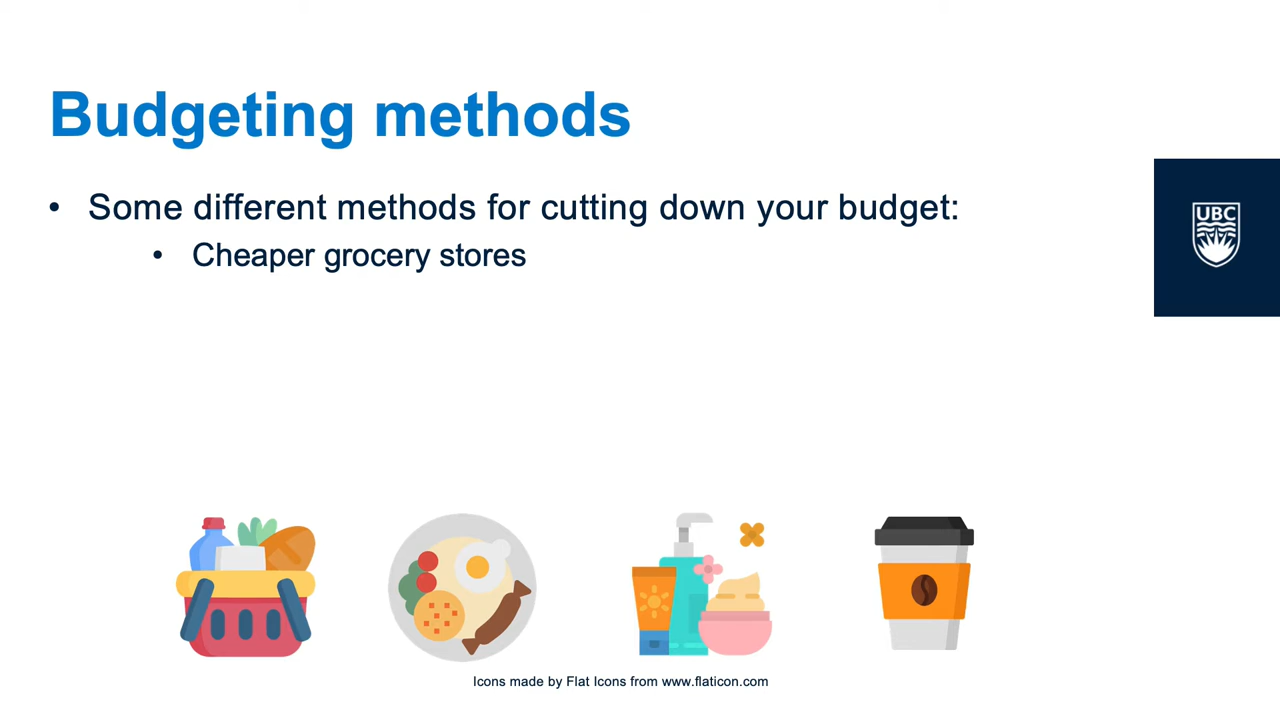 Budgeting methods
• Some different methods for cutting down your budget:
• Cheaper grocery stores
UBC
Icons made by Flat Icons from www.flaticon.com